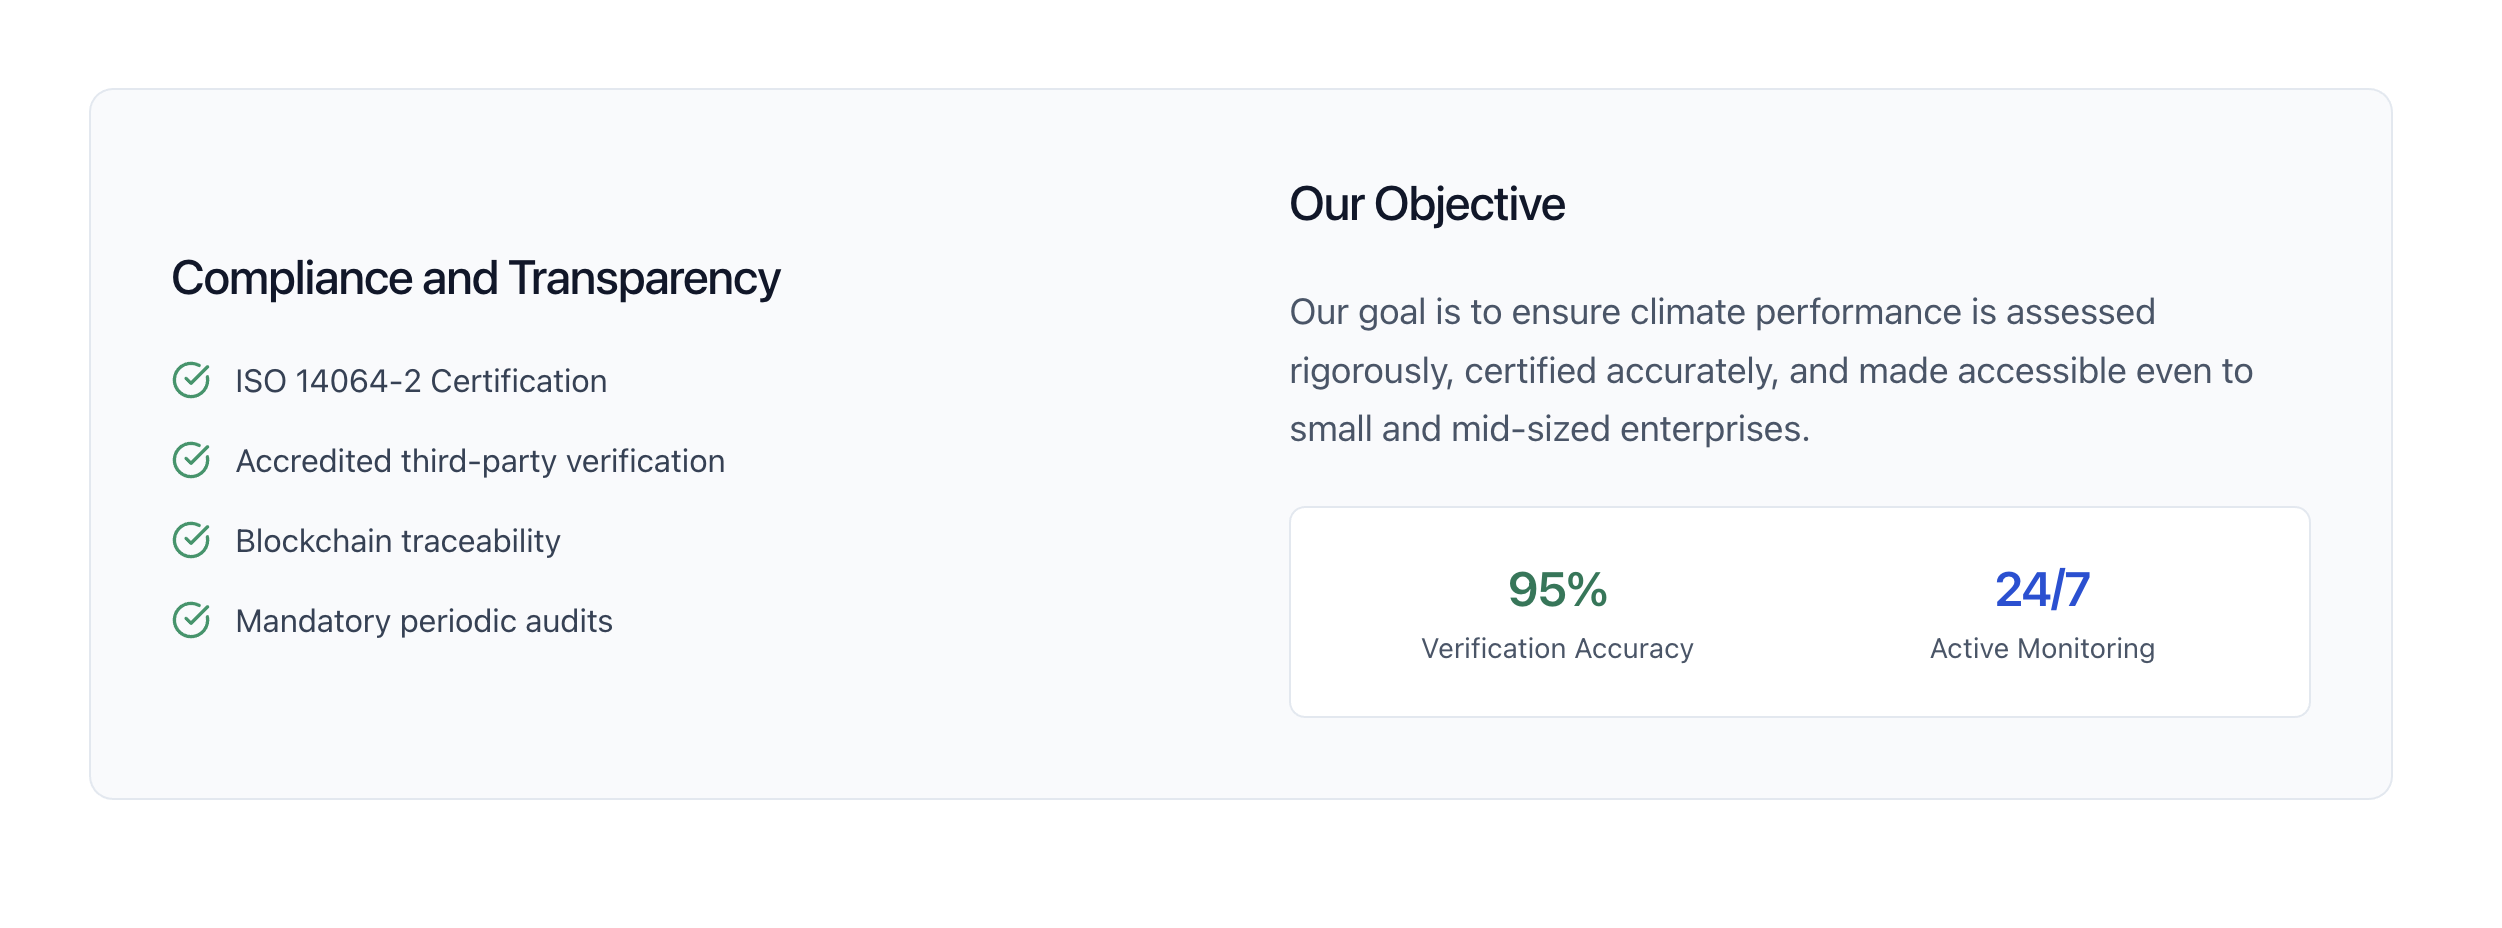 Compliance and Transparency
ISO 14064-2 Certification
Accredited third-party verification
Blockchain traceability
Mandatory periodic audits
Our Objective
Our goal is to ensure climate performance is assessed
rigorously, certified accurately, and made accessible even to
small and mid-sized enterprises.
95%
Verification Accuracy
24/7
Active Monitoring